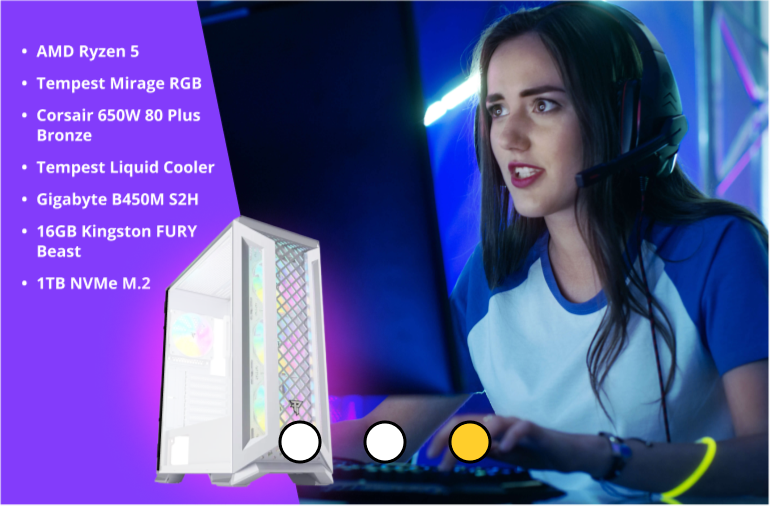 • AMD Ryzen 5
• Tempest Mirage RGB
• Corsair 650W 80 Plus
Bronze
• Tempest Liquid Cooler
• Gigabyte B450M S2H
• 16GB Kingston FURY
Beast
• 1TB NVMe M.2